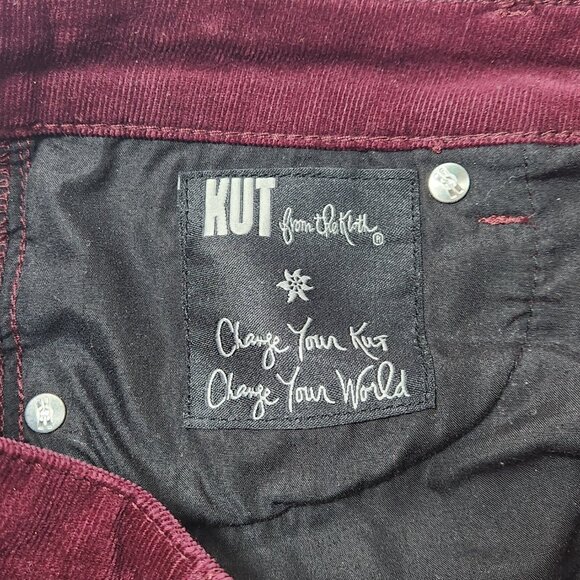 KUT from the Kloth®
Change Your Kut
Change Your World